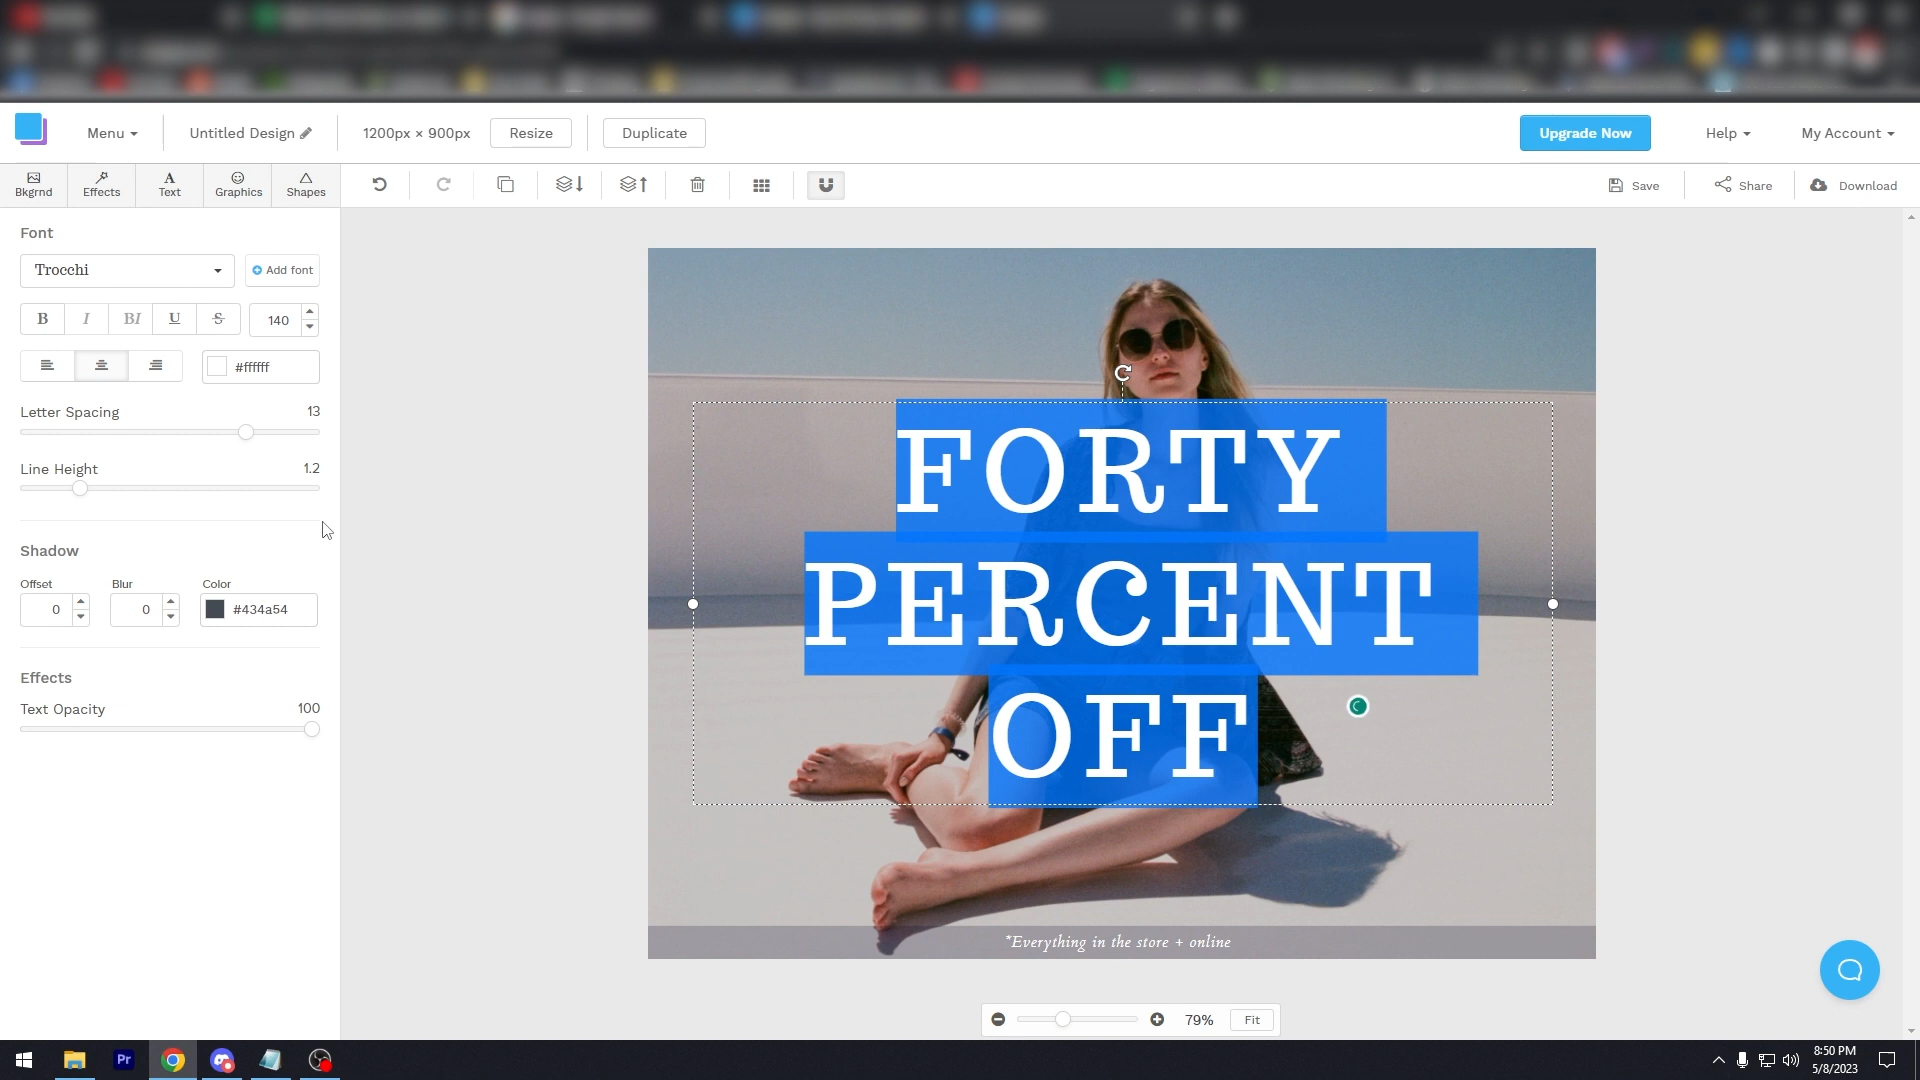 Menu
Untitled Design
1200px × 900px
Resize
Duplicate
Upgrade Now
Help
My Account
Bkgrnd
Effects
Text
Graphics
Shapes
Save
Share
Download
Font
Trocchi
Add font
B I BI U S 140
#ffffff
Letter Spacing 13
Line Height 1.2
Shadow
Offset Blur Color
0 0 #434a54
Effects
Text Opacity 100
FORTY
PERCENT
OFF
*Everything in the store + online
79%
Fit
Pr
8:50 PM
5/8/2023